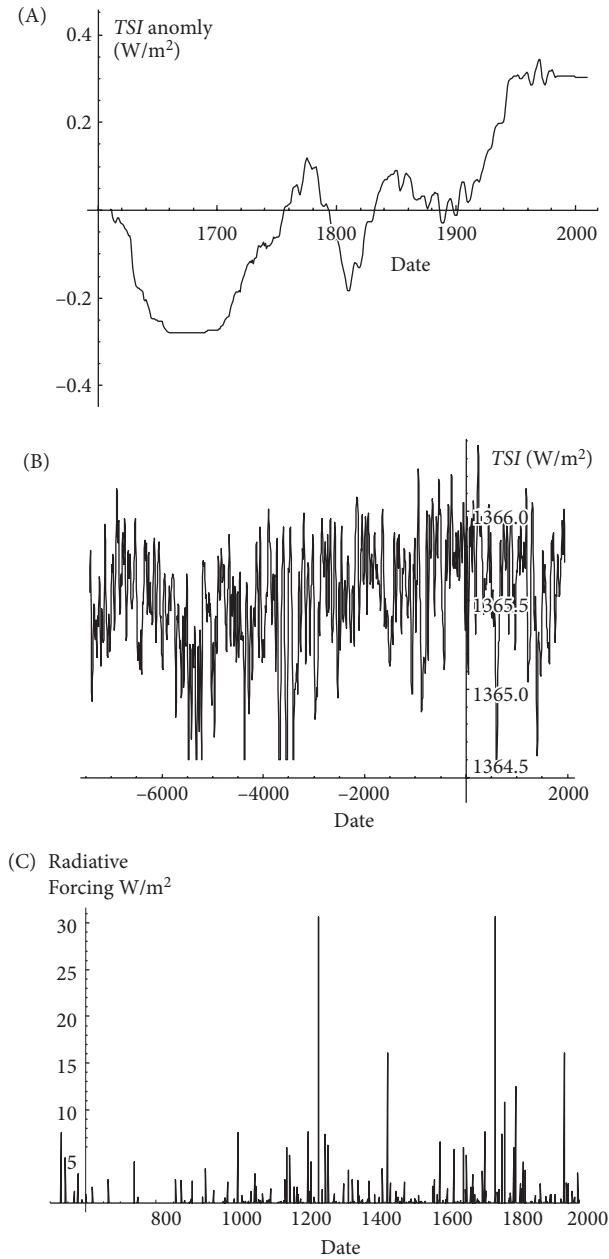 (A)
TSI anomly
(W/m²)
0.4
0.2
−0.2
−0.4
1700 1800 1900 2000
Date
(B)
TSI (W/m²)
1366.0
1365.5
1365.0
1364.5
−6000 −4000 −2000 2000
Date
(C) Radiative
Forcing W/m²
30
25
20
15
10
5
800 1000 1200 1400 1600 1800 2000
Date